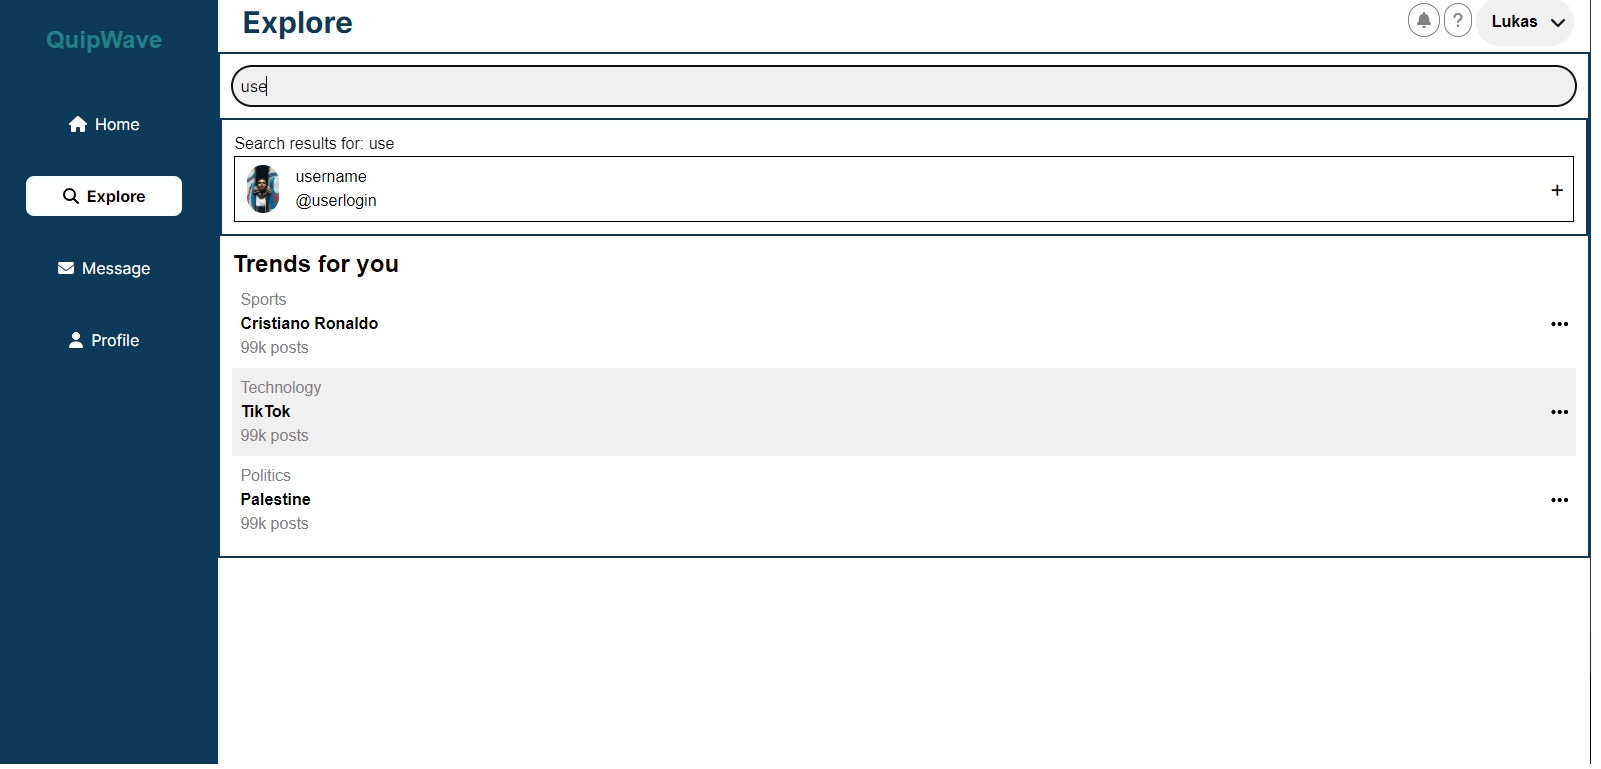 QuipWave
Home
Explore
Message
Profile
Explore
?
Lukas
use
Search results for: use
username
@userlogin
+
Trends for you
Sports
Cristiano Ronaldo
99k posts
Technology
TikTok
99k posts
Politics
Palestine
99k posts